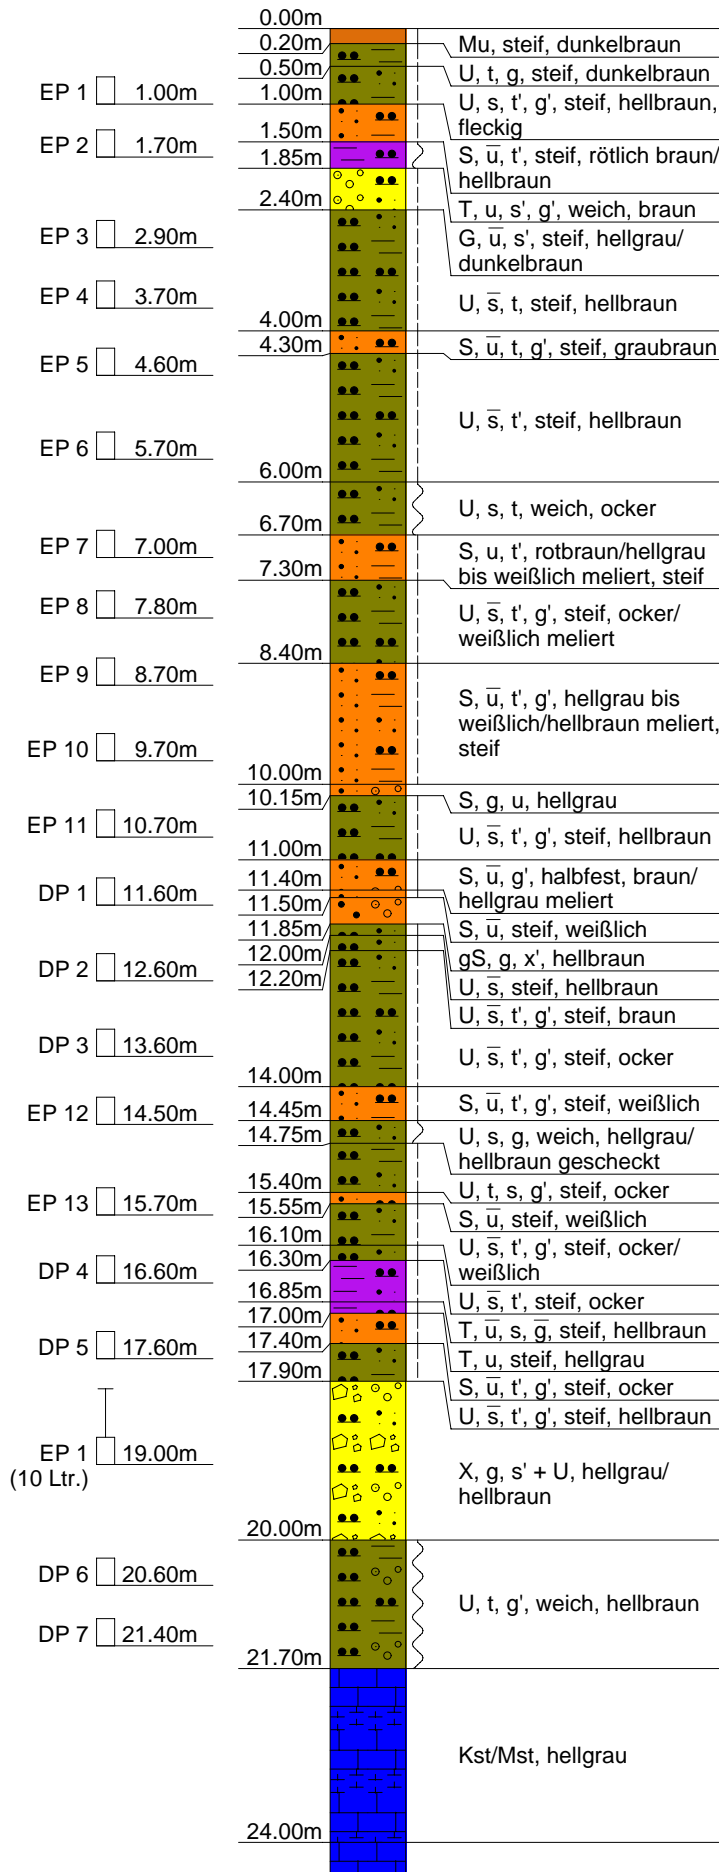 0.00m
0.20m
Mu, steif, dunkelbraun
0.50m
U, t, g, steif, dunkelbraun
EP 1 1.00m
1.00m
U, s, t', g', steif, hellbraun,
fleckig
1.50m
EP 2 1.70m
S, u̅, t', steif, rötlich braun/
hellbraun
1.85m
2.40m
T, u, s', g', weich, braun
G, u̅, s', steif, hellgrau/
dunkelbraun
EP 3 2.90m
EP 4 3.70m
U, s̅, t, steif, hellbraun
4.00m
4.30m
S, u̅, t, g', steif, graubraun
EP 5 4.60m
U, s̅, t', steif, hellbraun
EP 6 5.70m
6.00m
U, s, t, weich, ocker
6.70m
EP 7 7.00m
S, u, t', rotbraun/hellgrau
bis weißlich meliert, steif
7.30m
EP 8 7.80m
U, s̅, t', g', steif, ocker/
weißlich meliert
8.40m
EP 9 8.70m
S, u̅, t', g', hellgrau bis
weißlich/hellbraun meliert,
steif
EP 10 9.70m
10.00m
10.15m
S, g, u, hellgrau
EP 11 10.70m
U, s̅, t', g', steif, hellbraun
11.00m
11.40m
S, u̅, g', halbfest, braun/
hellgrau meliert
DP 1 11.60m
11.50m
S, u̅, steif, weißlich
11.85m
gS, g, x', hellbraun
12.00m
U, s̅, steif, hellbraun
12.20m
DP 2 12.60m
U, s̅, t', g', steif, braun
DP 3 13.60m
U, s̅, t', g', steif, ocker
14.00m
EP 12 14.50m
14.45m
S, u̅, t', g', steif, weißlich
14.75m
U, s, g, weich, hellgrau/
hellbraun gescheckt
15.40m
U, t, s, g', steif, ocker
EP 13 15.70m
15.55m
S, u̅, steif, weißlich
16.10m
U, s̅, t', g', steif, ocker/
weißlich
16.30m
DP 4 16.60m
U, s̅, t', steif, ocker
16.85m
T, u̅, s, g̅, steif, hellbraun
17.00m
T, u, steif, hellgrau
17.40m
DP 5 17.60m
S, u̅, t', g', steif, ocker
17.90m
U, s̅, t', g', steif, hellbraun
EP 1 19.00m
(10 Ltr.)
X, g, s' + U, hellgrau/
hellbraun
20.00m
DP 6 20.60m
U, t, g', weich, hellbraun
DP 7 21.40m
21.70m
Kst/Mst, hellgrau
24.00m